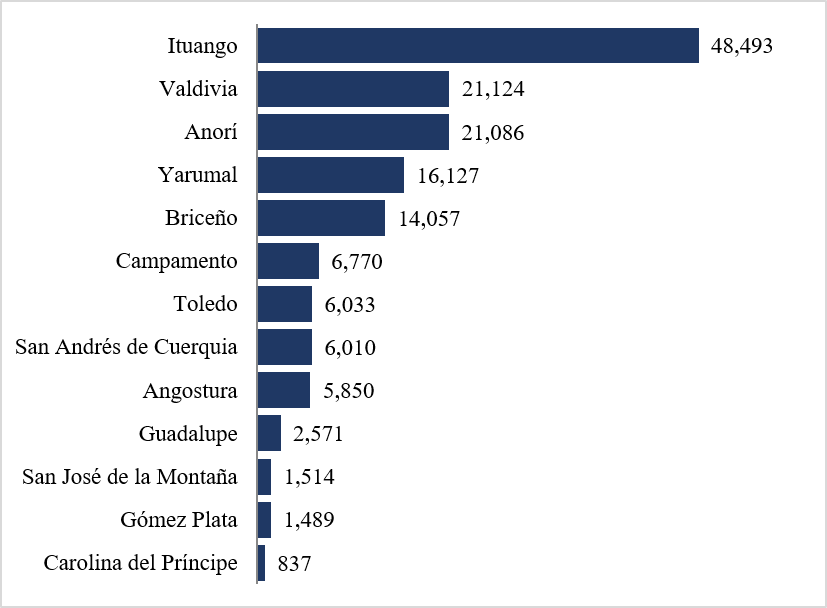 Ituango 48,493
Valdivia 21,124
Anorí 21,086
Yarumal 16,127
Briceño 14,057
Campamento 6,770
Toledo 6,033
San Andrés de Cuerquia 6,010
Angostura 5,850
Guadalupe 2,571
San José de la Montaña 1,514
Gómez Plata 1,489
Carolina del Príncipe 837